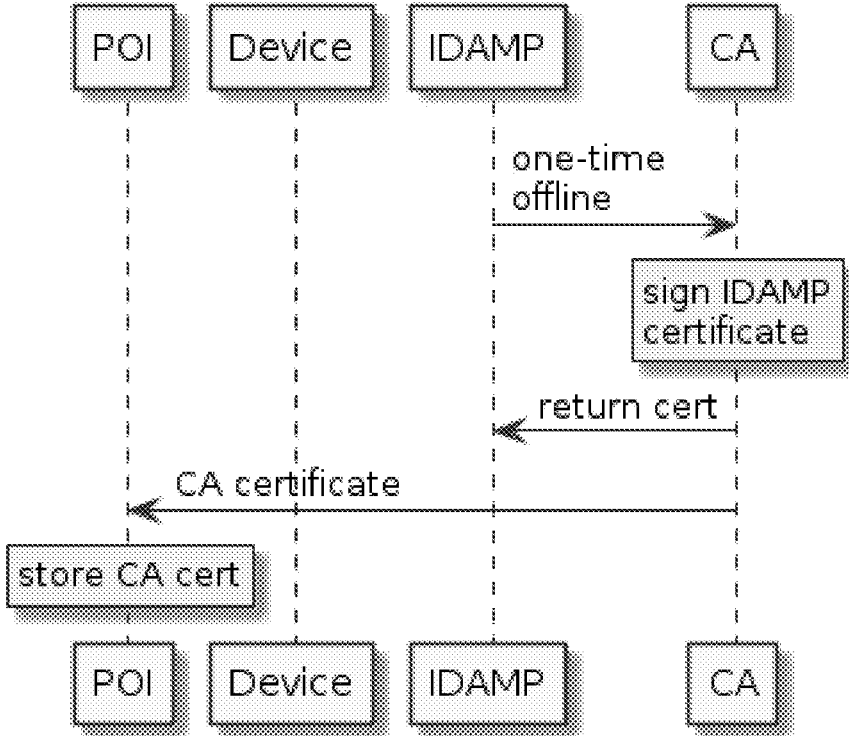 POI Device IDAMP CA
one-time
offline
sign IDAMP
certificate
return cert
CA certificate
store CA cert
POI Device IDAMP CA